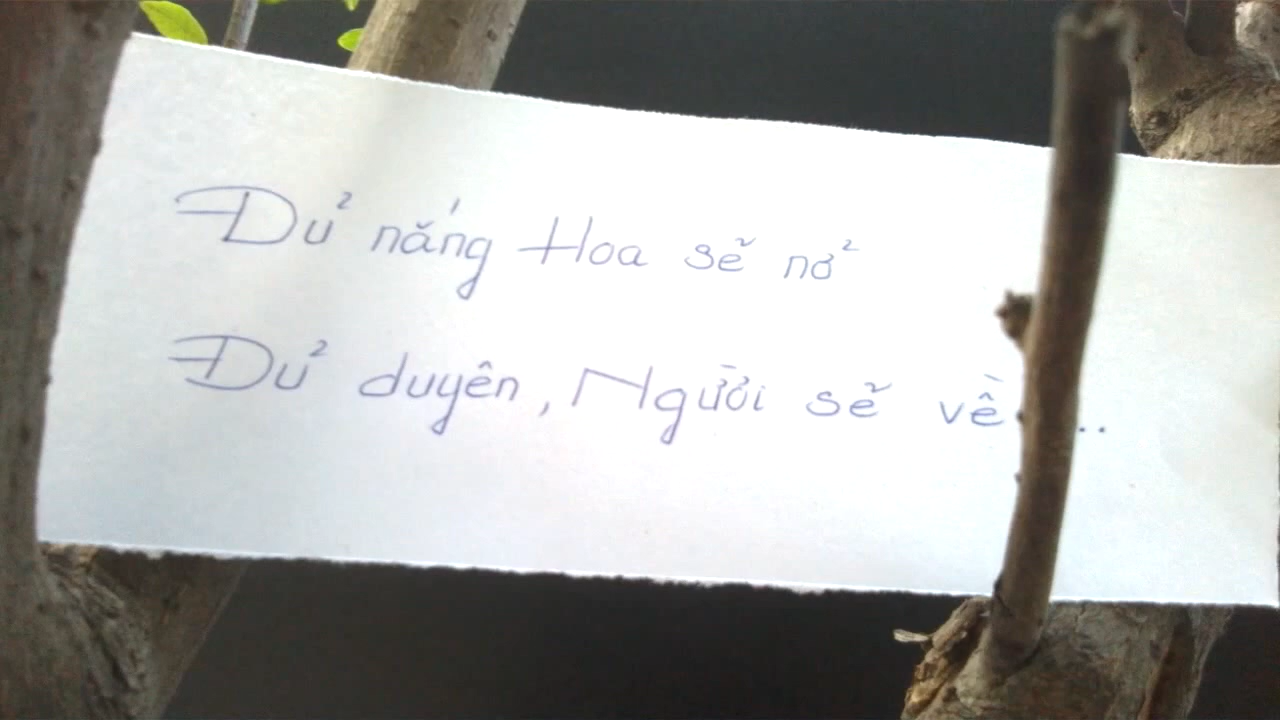 Đủ nắng Hoa sẽ nở
Đủ duyên, Người sẽ về...